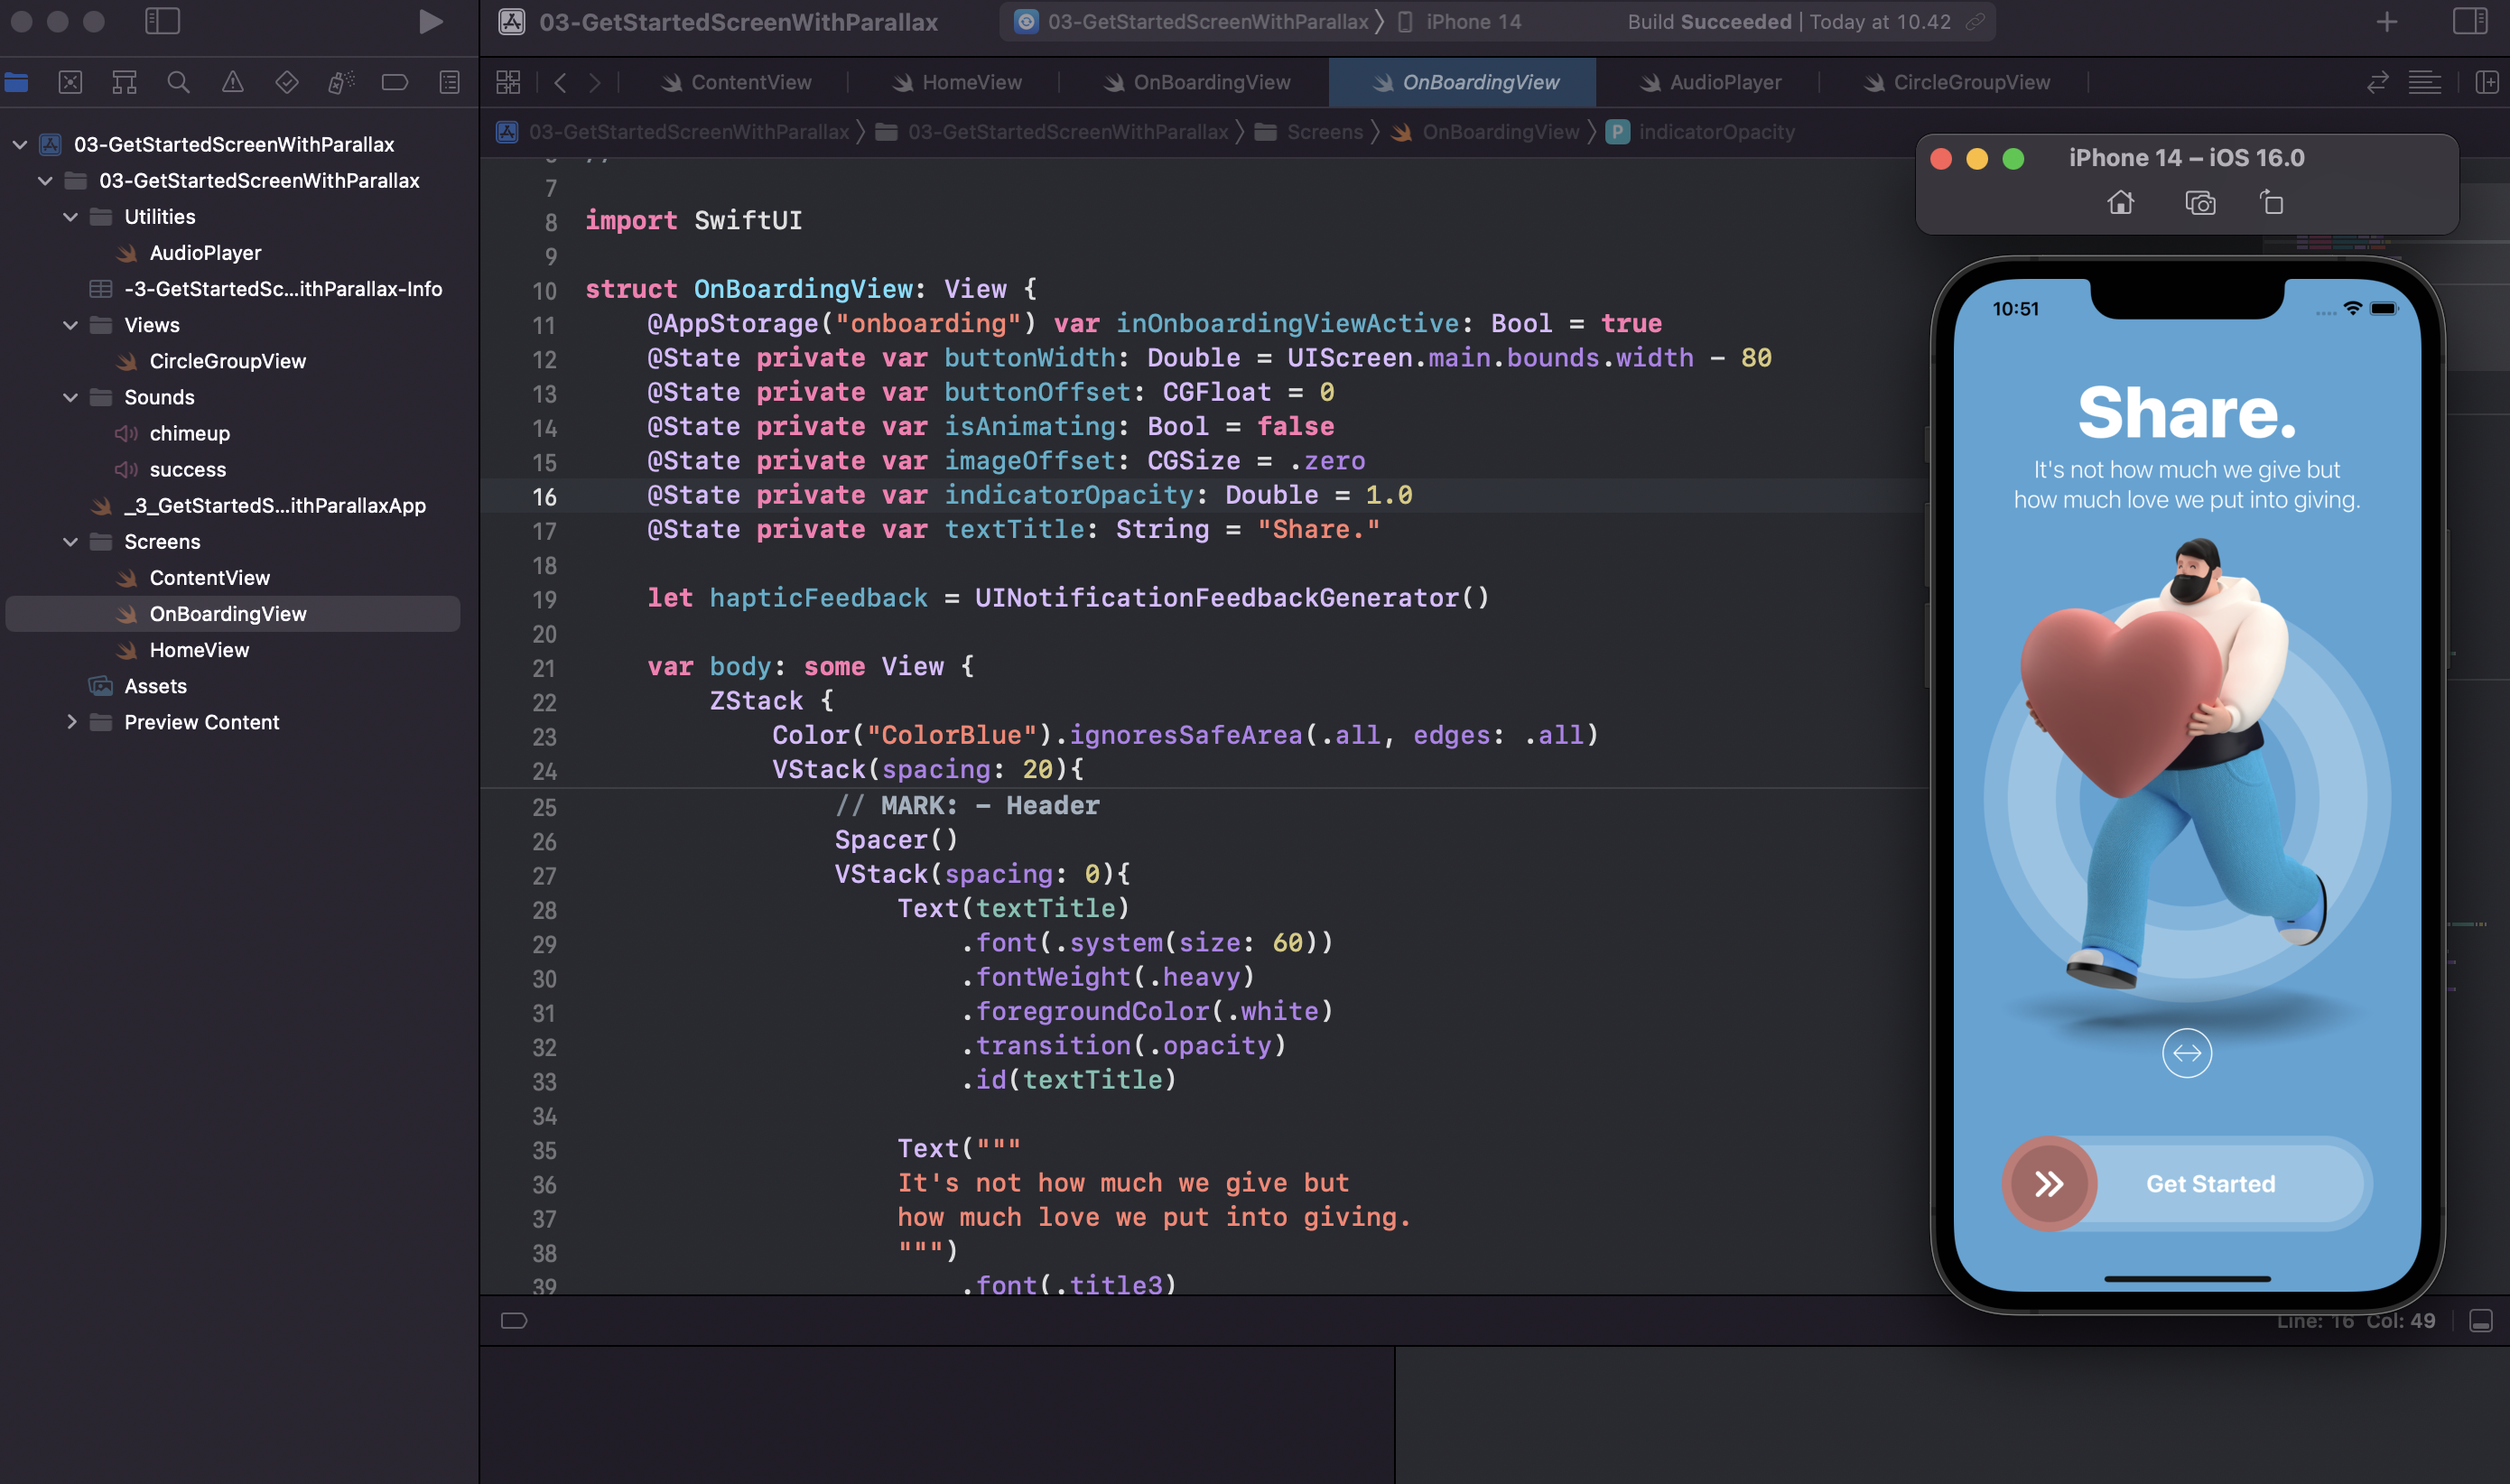 03-GetStartedScreenWithParallax
03-GetStartedScreenWithParallax
iPhone 14
Build Succeeded | Today at 10.42
ContentView
HomeView
OnBoardingView
OnBoardingView
AudioPlayer
CircleGroupView
03-GetStartedScreenWithParallax
03-GetStartedScreenWithParallax
Screens
OnBoardingView
P indicatorOpacity
03-GetStartedScreenWithParallax
03-GetStartedScreenWithParallax
Utilities
AudioPlayer
-3-GetStartedSc...ithParallax-Info
Views
CircleGroupView
Sounds
chimeup
success
_3_GetStartedS...ithParallaxApp
Screens
ContentView
OnBoardingView
HomeView
Assets
Preview Content
7
8 import SwiftUI
9
10 struct OnBoardingView: View {
11 @AppStorage("onboarding") var inOnboardingViewActive: Bool = true
12 @State private var buttonWidth: Double = UIScreen.main.bounds.width - 80
13 @State private var buttonOffset: CGFloat = 0
14 @State private var isAnimating: Bool = false
15 @State private var imageOffset: CGSize = .zero
16 @State private var indicatorOpacity: Double = 1.0
17 @State private var textTitle: String = "Share."
18
19 let hapticFeedback = UINotificationFeedbackGenerator()
20
21 var body: some View {
22 ZStack {
23 Color("ColorBlue").ignoresSafeArea(.all, edges: .all)
24 VStack(spacing: 20){
25 // MARK: - Header
26 Spacer()
27 VStack(spacing: 0){
28 Text(textTitle)
29 .font(.system(size: 60))
30 .fontWeight(.heavy)
31 .foregroundColor(.white)
32 .transition(.opacity)
33 .id(textTitle)
34
35 Text("""
36 It's not how much we give but
37 how much love we put into giving.
38 """)
39 .font(.title3)
iPhone 14 – iOS 16.0
10:51
Share.
It's not how much we give but
how much love we put into giving.
Get Started
Line: 16 Col: 49